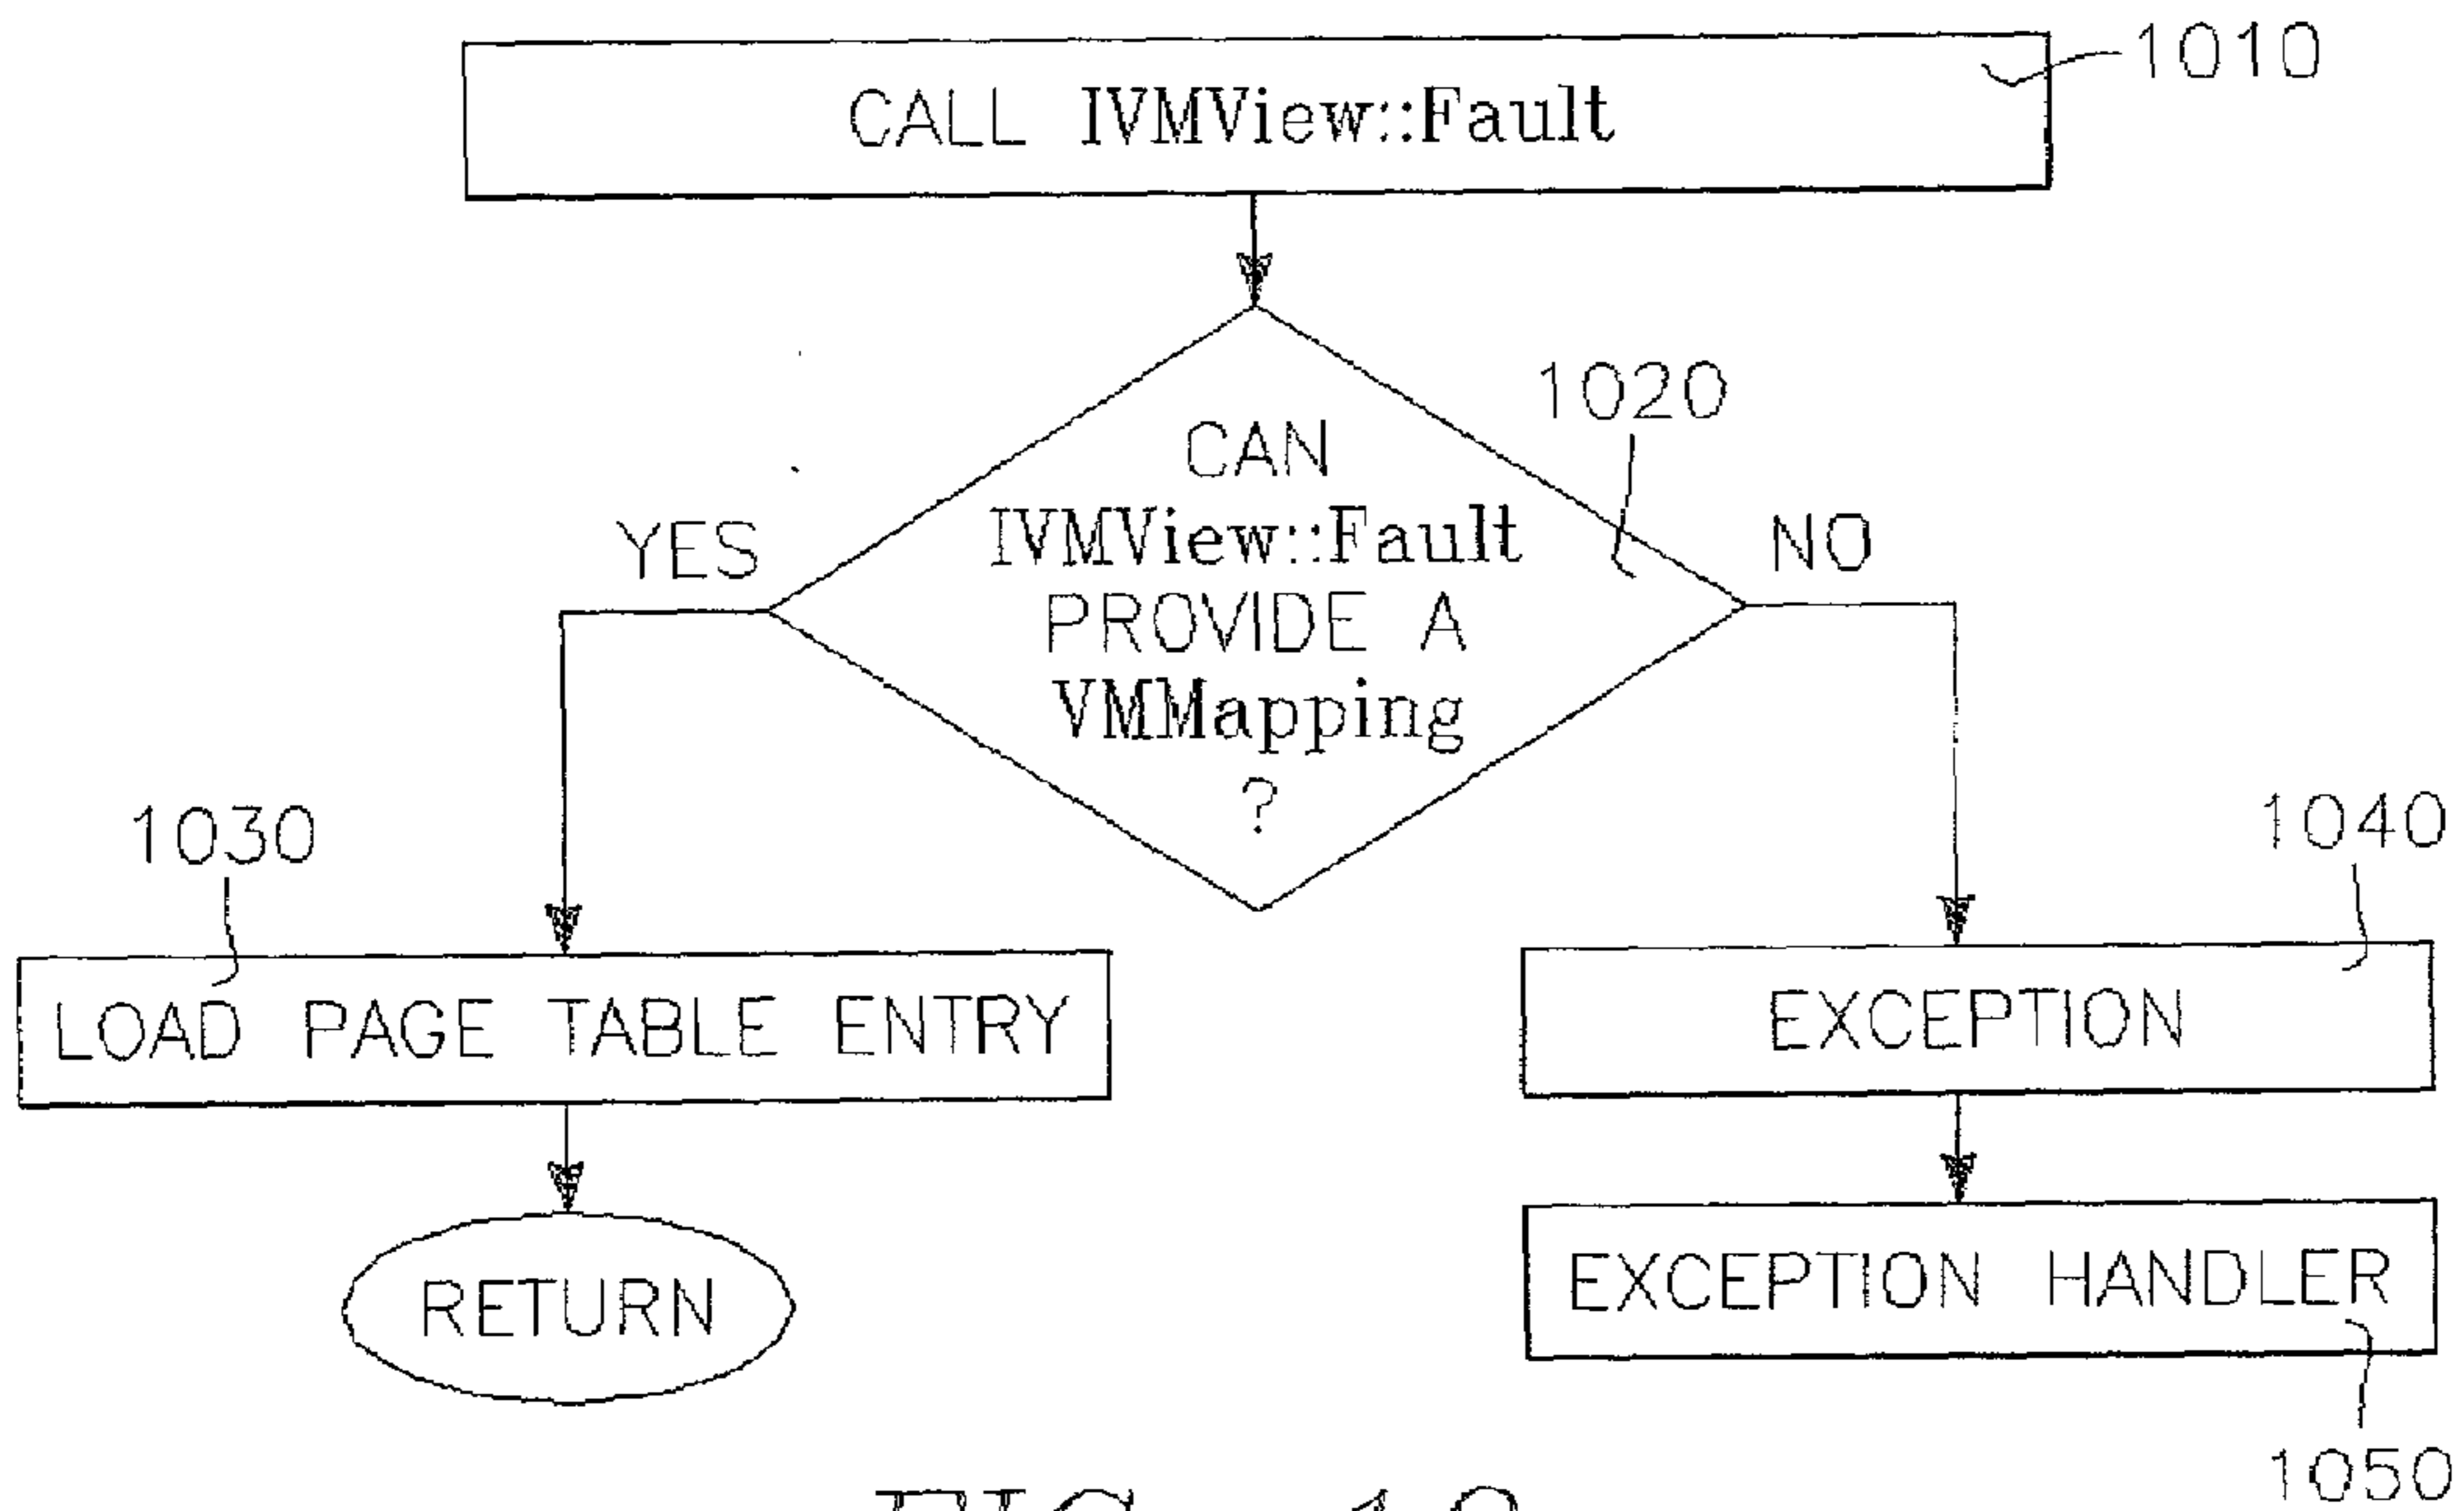 1010
CALL IVMView::Fault
1020
CAN
IVMView::Fault
PROVIDE A
VMMapping
?
YES
NO
1030
1040
LOAD PAGE TABLE ENTRY
EXCEPTION
RETURN
EXCEPTION HANDLER
1050